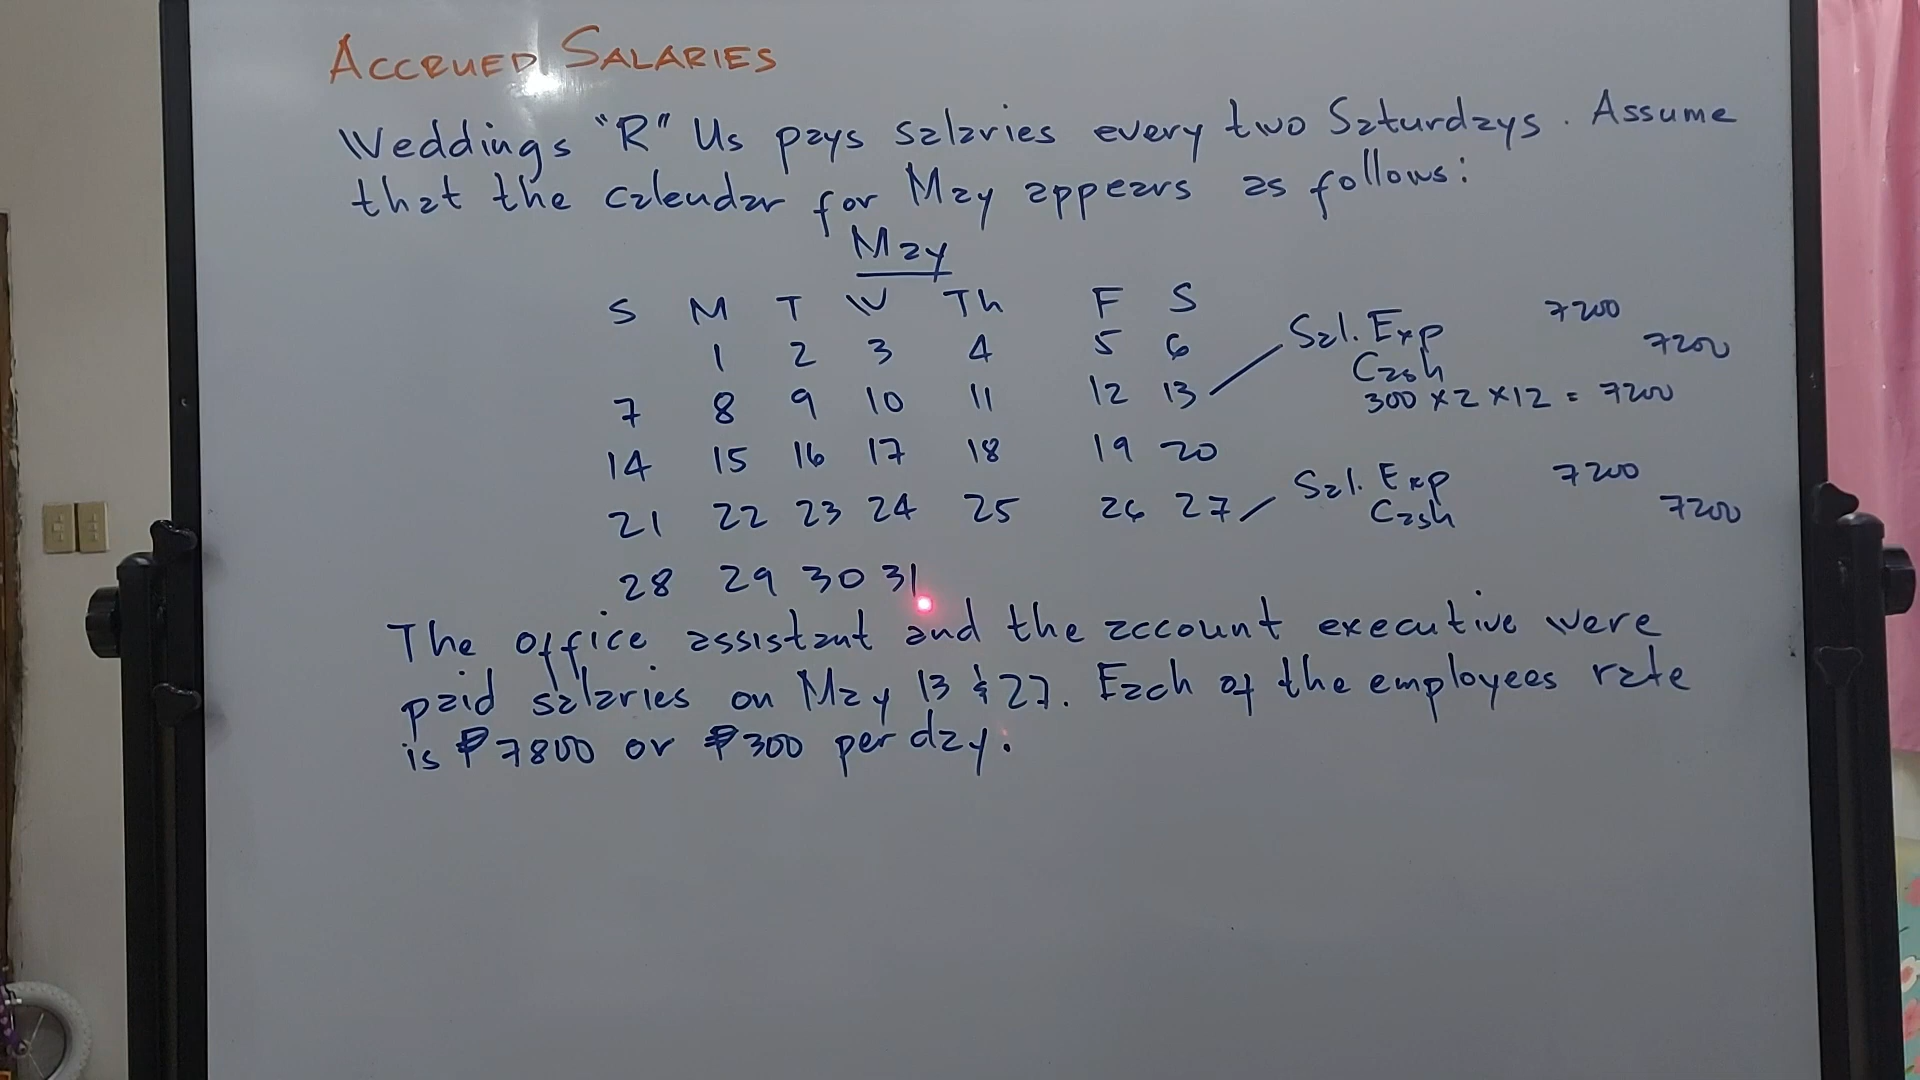 ACCRUED SALARIES
Weddings "R" Us pays salaries every two Saturdays. Assume
that the calendar for May appears as follows:
May
S M T W Th F S
1 2 3 4 5 6
7 8 9 10 11 12 13
14 15 16 17 18 19 20
21 22 23 24 25 26 27
28 29 30 31
Sal. Exp 7200
Cash 7200
300 x 2 x 12 = 7200
Sal. Exp 7200
Cash 7200
The office assistant and the account executive were
paid salaries on May 13 & 27. Each of the employees rate
is ₱7800 or ₱300 per day.